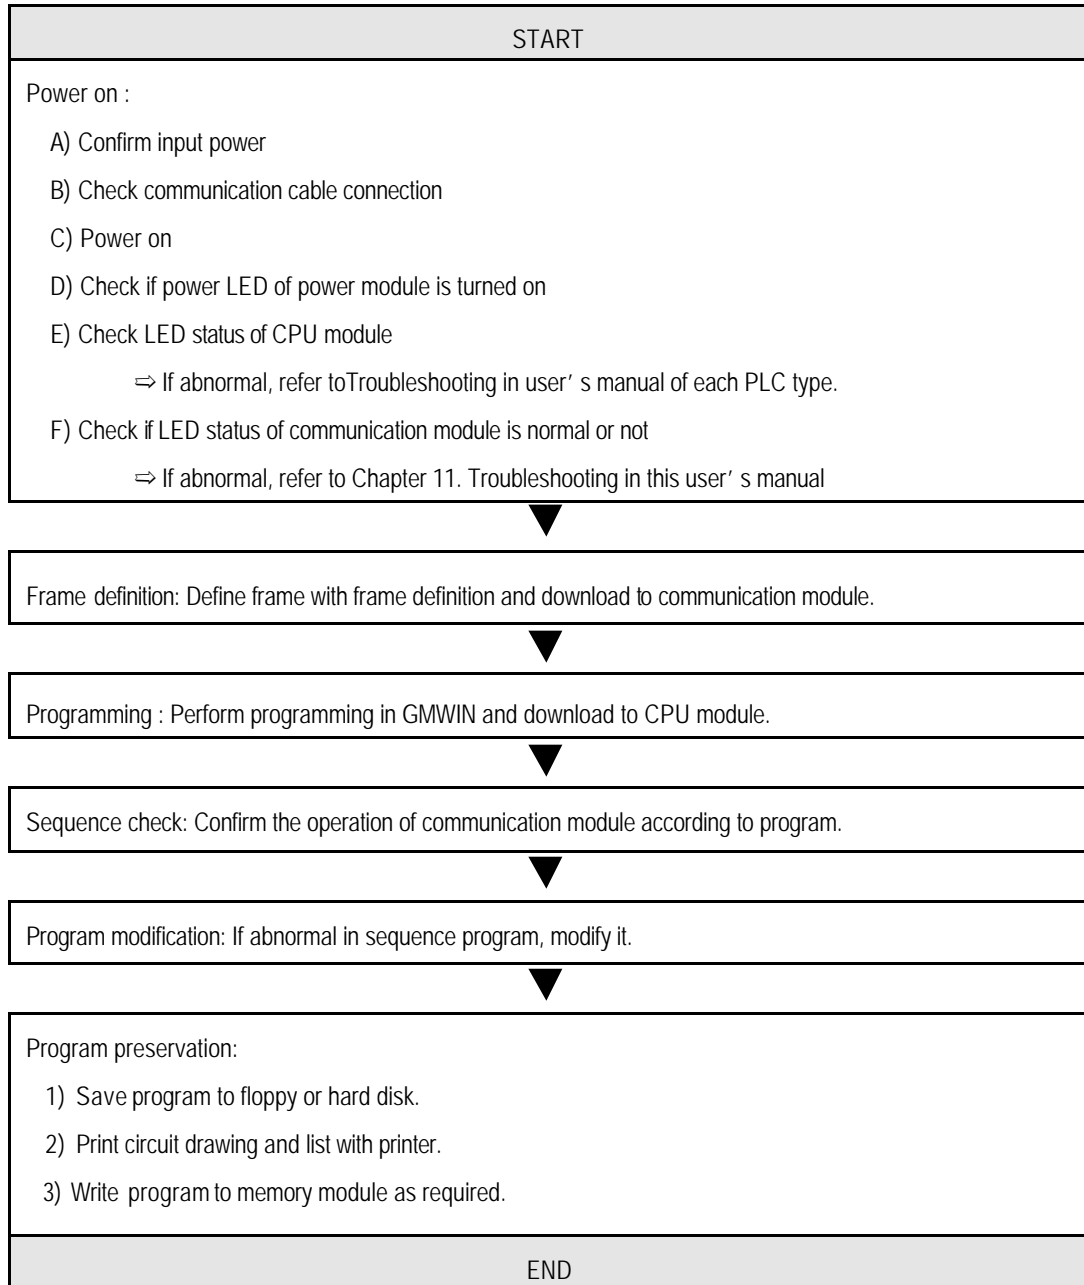 START
Power on :
A) Confirm input power
B) Check communication cable connection
C) Power on
D) Check if power LED of power module is turned on
E) Check LED status of CPU module
⇨ If abnormal, refer toTroubleshooting in user' s manual of each PLC type.
F) Check if LED status of communication module is normal or not
⇨ If abnormal, refer to Chapter 11. Troubleshooting in this user' s manual
Frame definition: Define frame with frame definition and download to communication module.
Programming : Perform programming in GMWIN and download to CPU module.
Sequence check: Confirm the operation of communication module according to program.
Program modification: If abnormal in sequence program, modify it.
Program preservation:
1) Save program to floppy or hard disk.
2) Print circuit drawing and list with printer.
3) Write program to memory module as required.
END